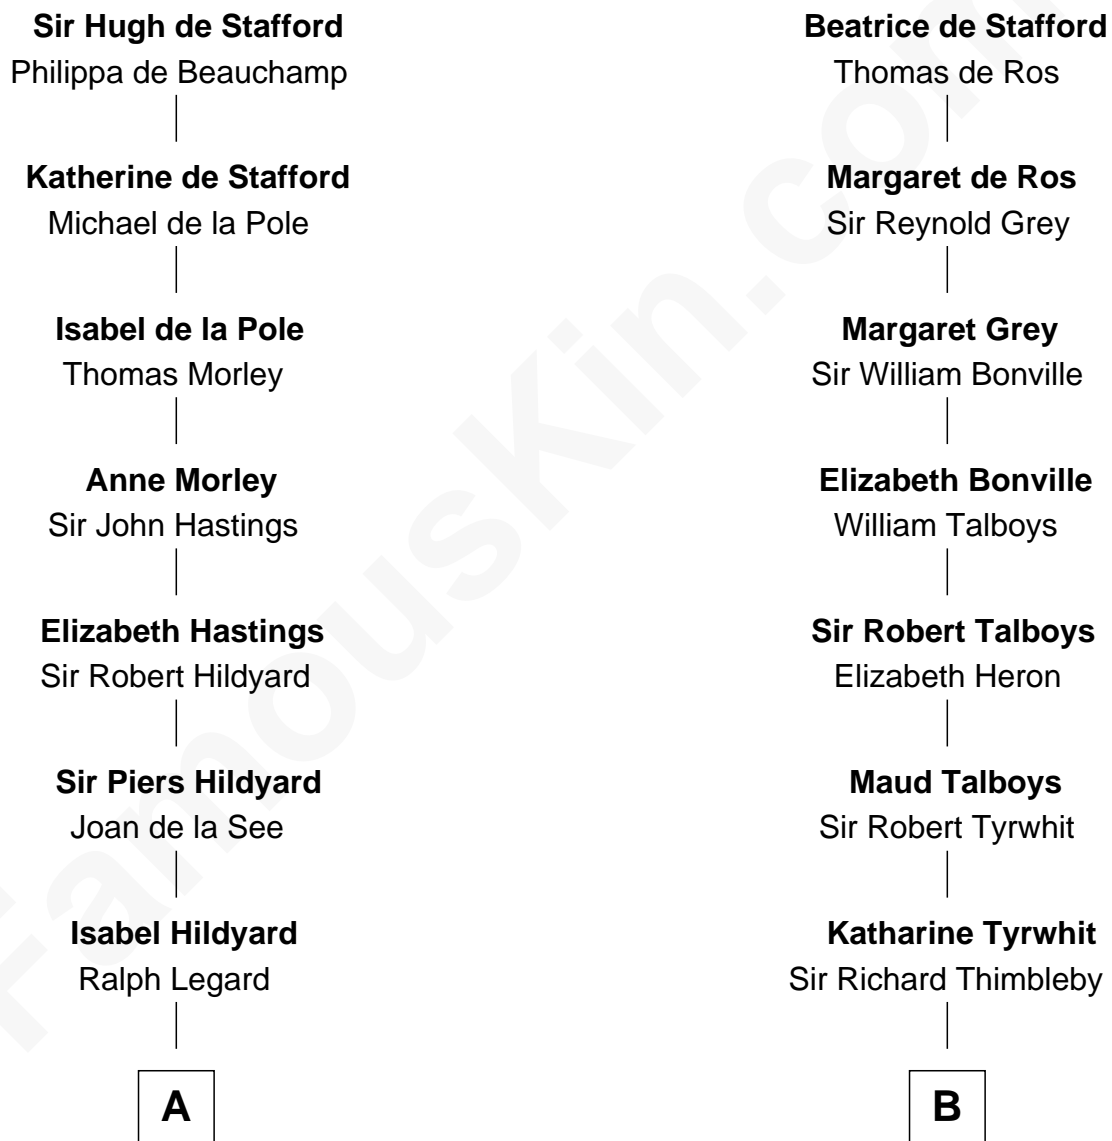 Sir Hugh de Stafford
Philippa de Beauchamp
Katherine de Stafford
Michael de la Pole
Isabel de la Pole
Thomas Morley
Anne Morley
Sir John Hastings
Elizabeth Hastings
Sir Robert Hildyard
Sir Piers Hildyard
Joan de la See
Isabel Hildyard
Ralph Legard
A
Beatrice de Stafford
Thomas de Ros
Margaret de Ros
Sir Reynold Grey
Margaret Grey
Sir William Bonville
Elizabeth Bonville
William Talboys
Sir Robert Talboys
Elizabeth Heron
Maud Talboys
Sir Robert Tyrwhit
Katharine Tyrwhit
Sir Richard Thimbleby
B
FamousKin.com